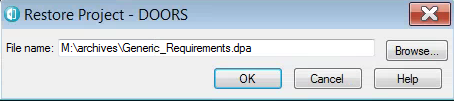 Restore Project - DOORS
File name: M:\archives\Generic_Requirements.dpa Browse...
OK Cancel Help